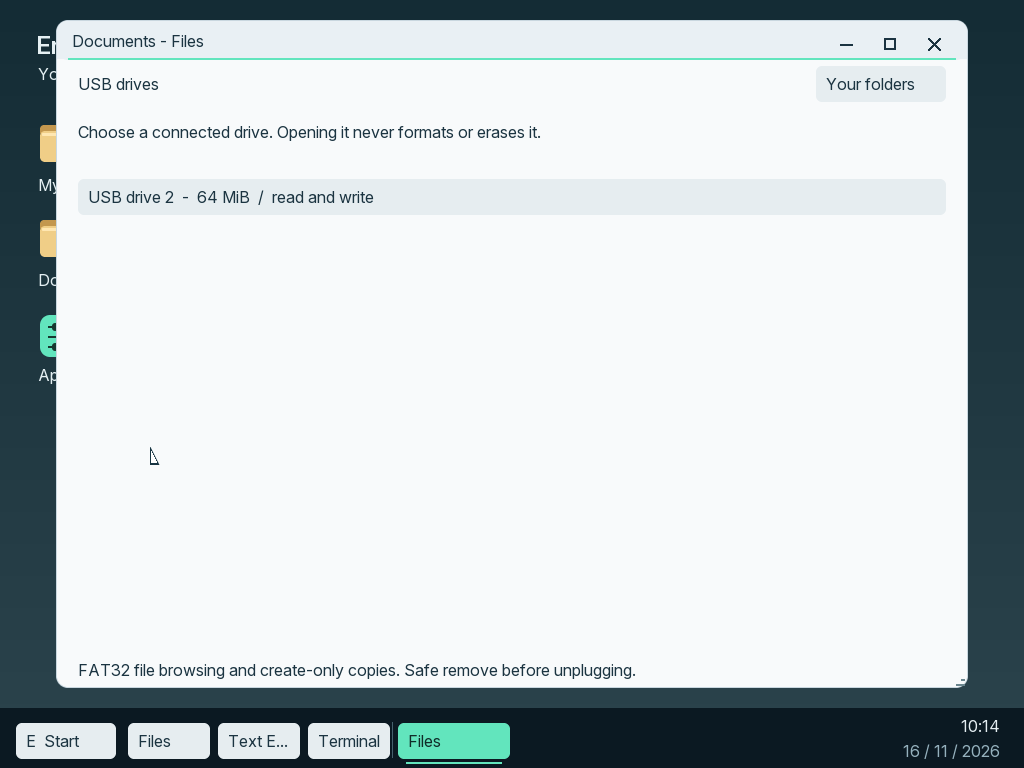 Documents - Files
USB drives
Your folders
Choose a connected drive. Opening it never formats or erases it.
USB drive 2 - 64 MiB / read and write
FAT32 file browsing and create-only copies. Safe remove before unplugging.
E Start
Files
Text E...
Terminal
Files
10:14
16 / 11 / 2026